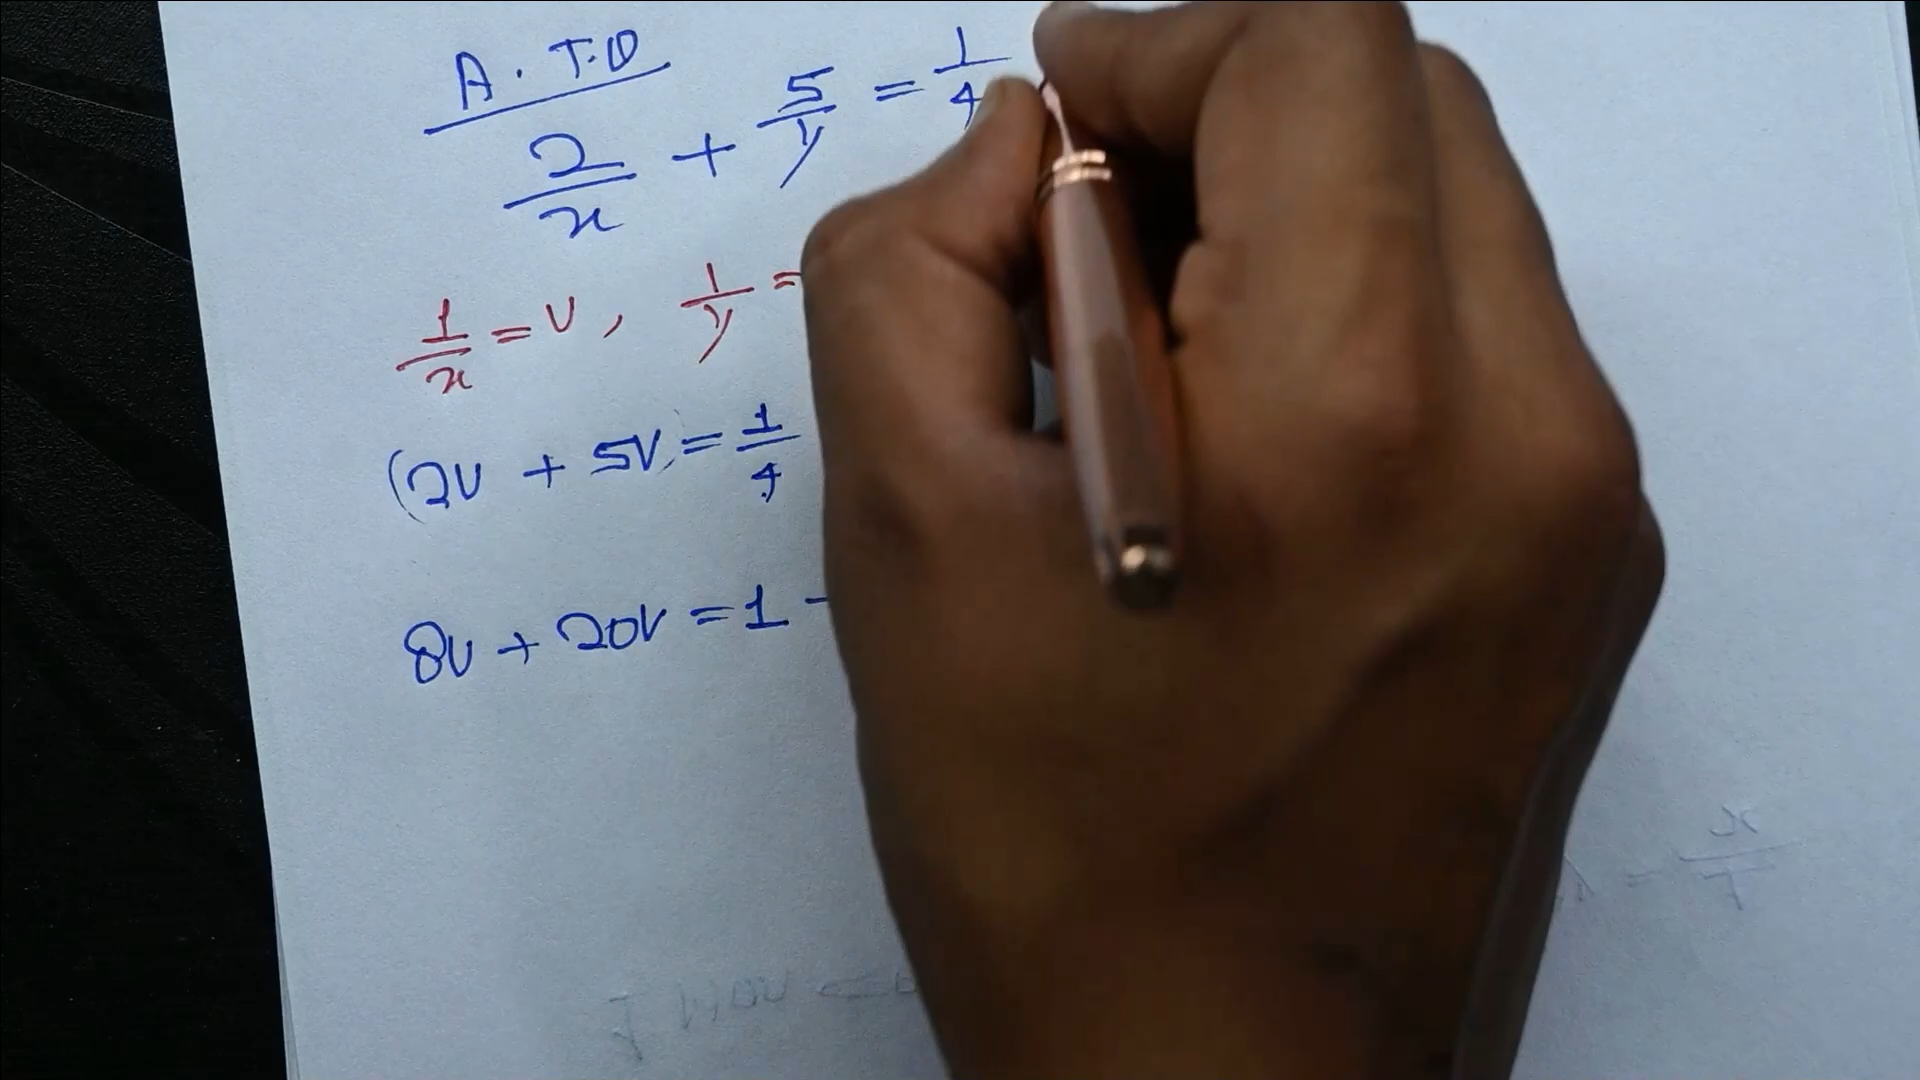 A.T.Q
2/x + 5/y = 1/4
1/x = u, 1/y =
(2u + 5v) = 1/4
8u + 20v = 1 -